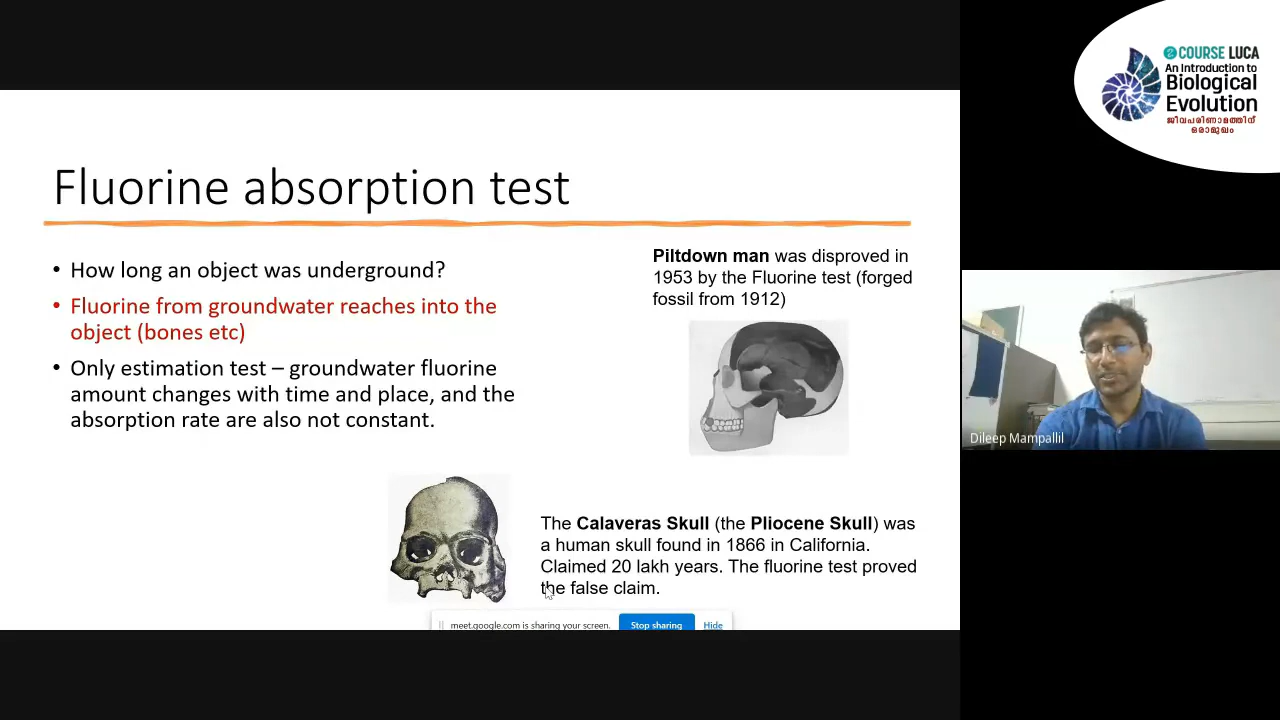 Fluorine absorption test
• How long an object was underground?
• Fluorine from groundwater reaches into the
object (bones etc)
• Only estimation test – groundwater fluorine
amount changes with time and place, and the
absorption rate are also not constant.
Piltdown man was disproved in
1953 by the Fluorine test (forged
fossil from 1912)
The Calaveras Skull (the Pliocene Skull) was
a human skull found in 1866 in California.
Claimed 20 lakh years. The fluorine test proved
the false claim.
meet.google.com is sharing your screen.
Stop sharing
Hide
COURSE LUCA
An Introduction to
Biological
Evolution
ജീവപരിണാമത്തിന്
ഒരാമുഖം
Dileep Mampallil